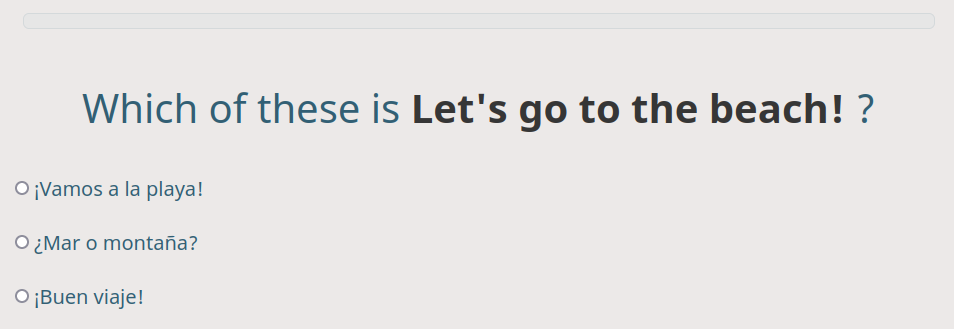 Which of these is Let's go to the beach! ?
¡Vamos a la playa!
¿Mar o montaña?
¡Buen viaje!